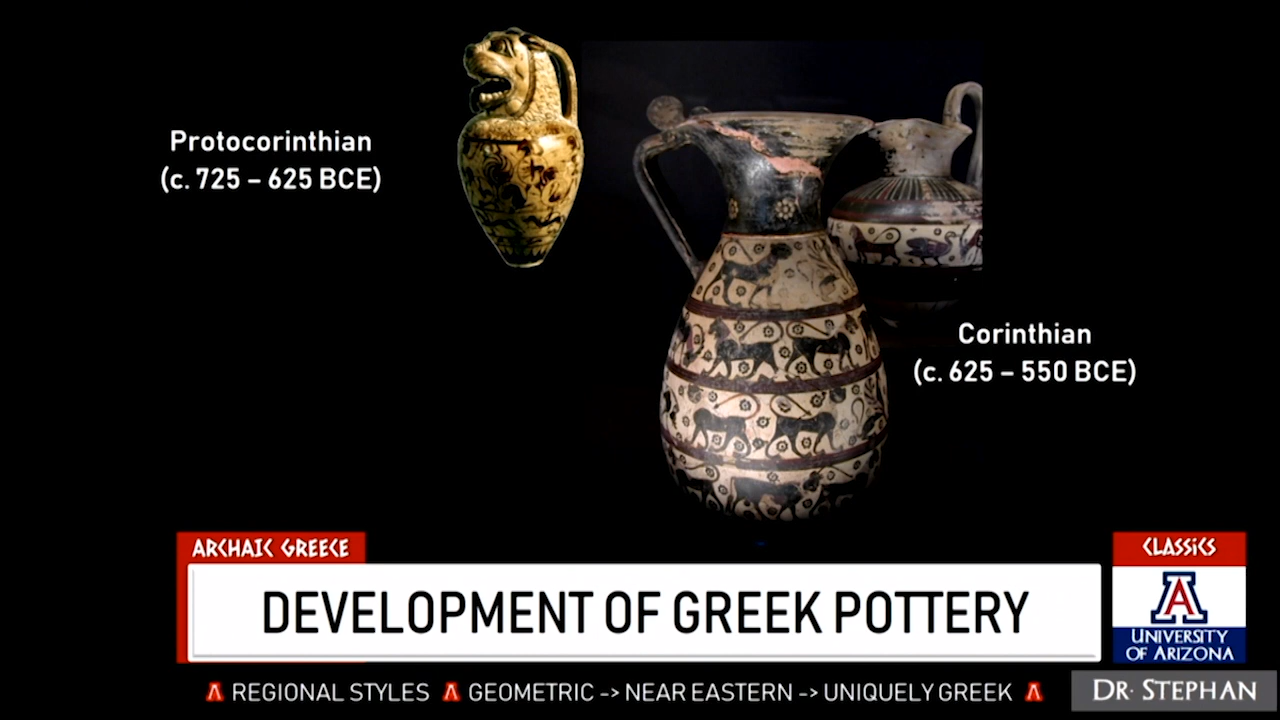 Protocorinthian
(c. 725 – 625 BCE)
Corinthian
(c. 625 – 550 BCE)
ARCHAIC GREECE
CLASSICS
DEVELOPMENT OF GREEK POTTERY
A
UNIVERSITY
OF ARIZONA
REGIONAL STYLES GEOMETRIC -> NEAR EASTERN -> UNIQUELY GREEK
DR. STEPHAN